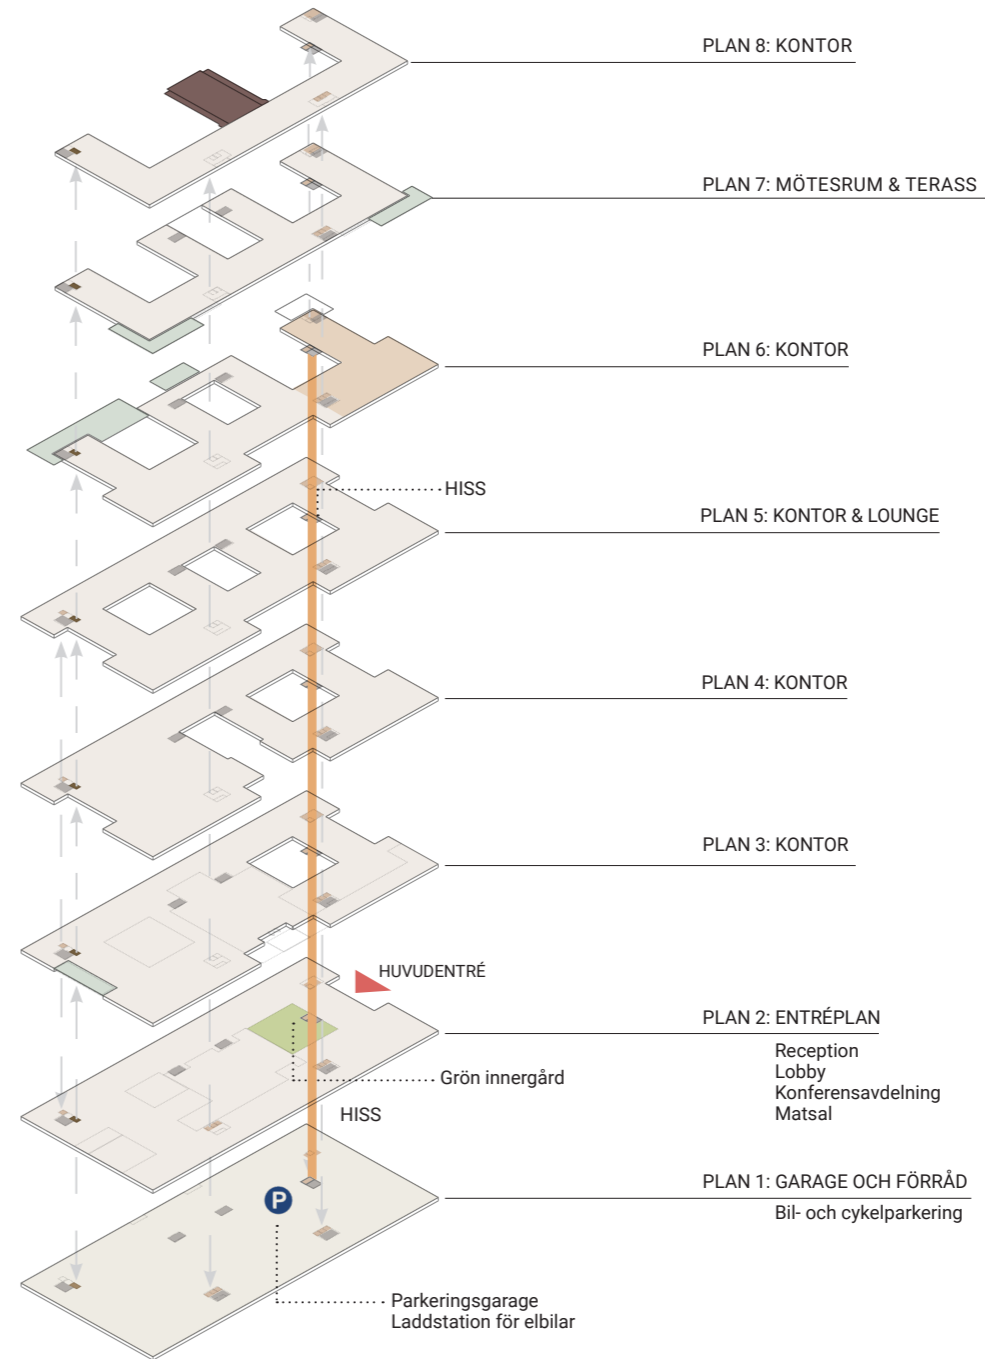 PLAN 8: KONTOR
PLAN 7: MÖTESRUM & TERASS
PLAN 6: KONTOR
HISS
PLAN 5: KONTOR & LOUNGE
PLAN 4: KONTOR
PLAN 3: KONTOR
HUVUDENTRÉ
PLAN 2: ENTRÉPLAN
Reception
Lobby
Konferensavdelning
Matsal
Grön innergård
HISS
PLAN 1: GARAGE OCH FÖRRÅD
Bil- och cykelparkering
P
Parkeringsgarage
Laddstation för elbilar